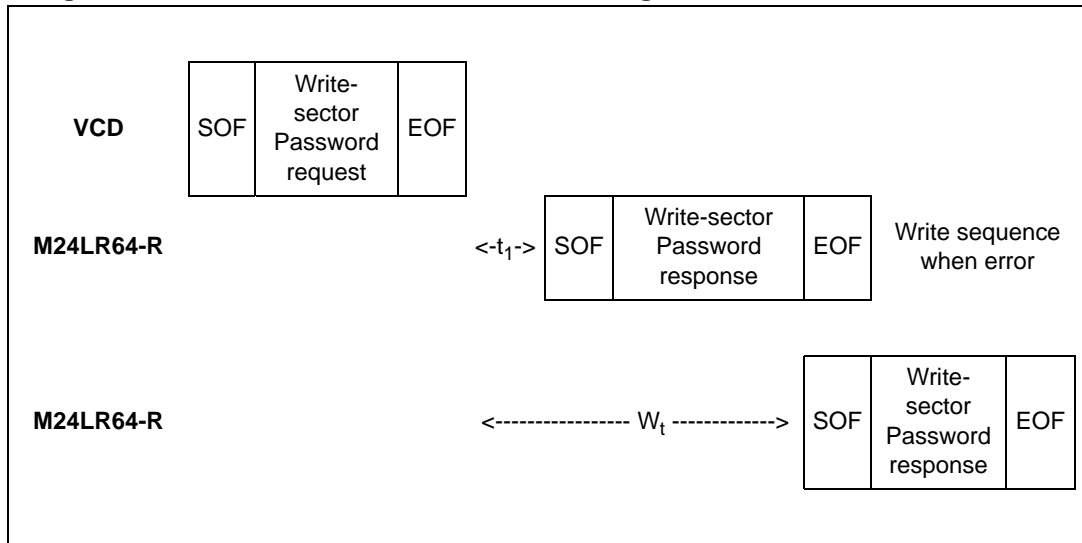 VCD
SOF
Write-
sector
Password
request
EOF
M24LR64-R
<-t1->
SOF
Write-sector
Password
response
EOF
Write sequence
when error
M24LR64-R
<----------------- Wt ------------->
SOF
Write-
sector
Password
response
EOF